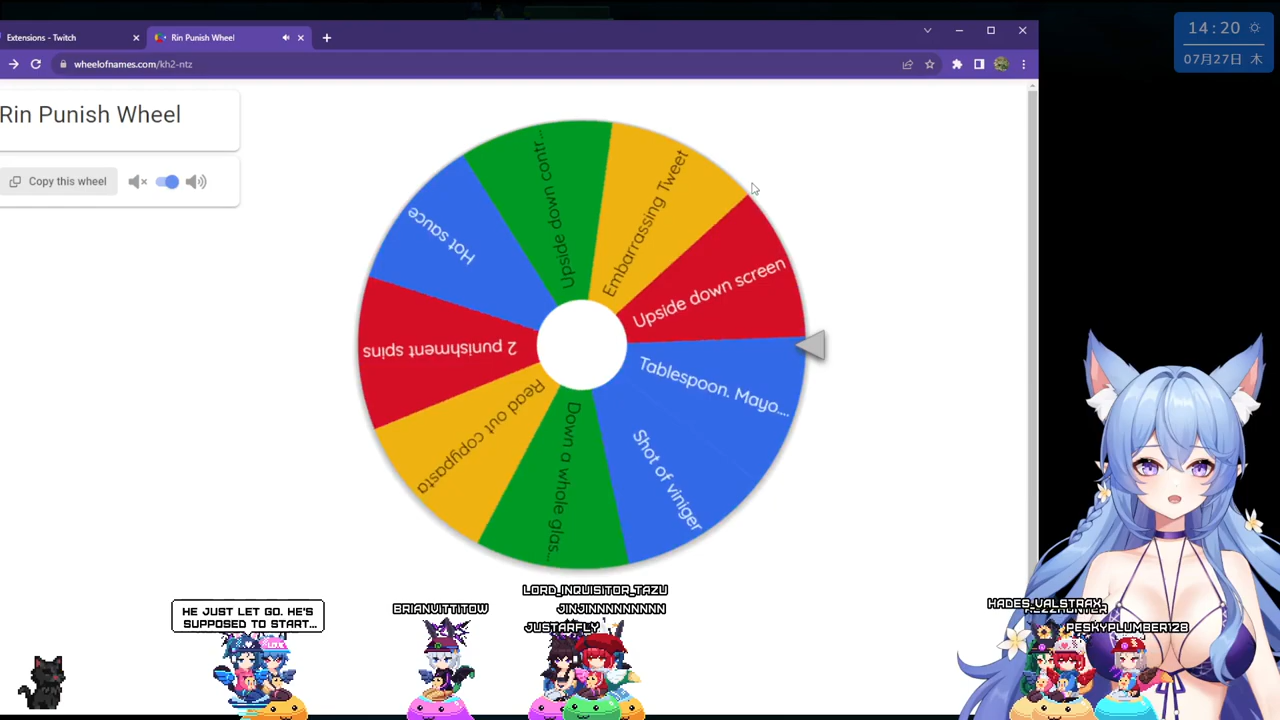 Extensions - Twitch
Rin Punish Wheel
14:20
07月27日 木
wheelofnames.com/kh2-ntz
Rin Punish Wheel
Copy this wheel
Upside down contr...
Embarrassing Tweet
Upside down screen
Tablespoon. Mayo....
Shot of viniger
Down a whole glas...
Read out copypasta
2 punishment spins
Hot sauce
LORD_INQUISITOR_TAZU
HE JUST LET GO. HE'S
SUPPOSED TO START...
BRIANVITTITOW
JINJINNNNNNNNN
JUSTARFLY
HADES_VALSTRAX
PESKYPLUMBER128